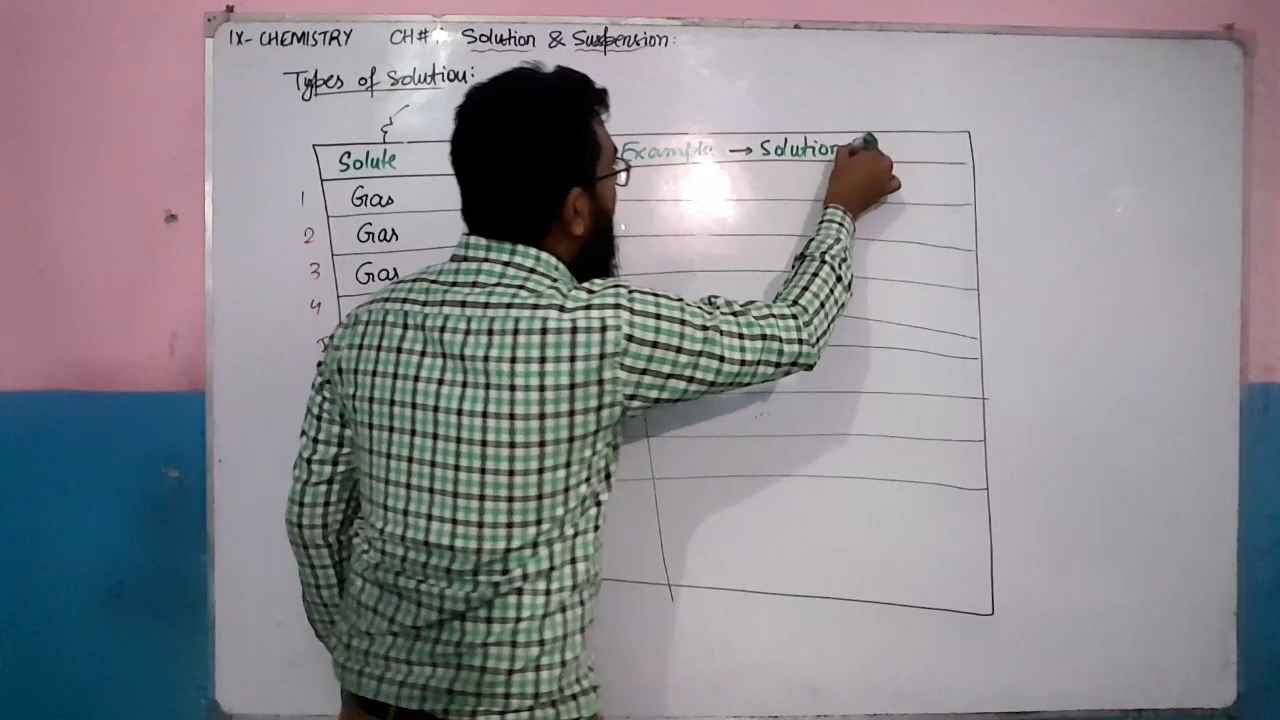 IX- CHEMISTRY CH# Solution & Suspension:
Types of Solution:
Solute Example → Solution
1 Gas
2 Gas
3 Gas
4